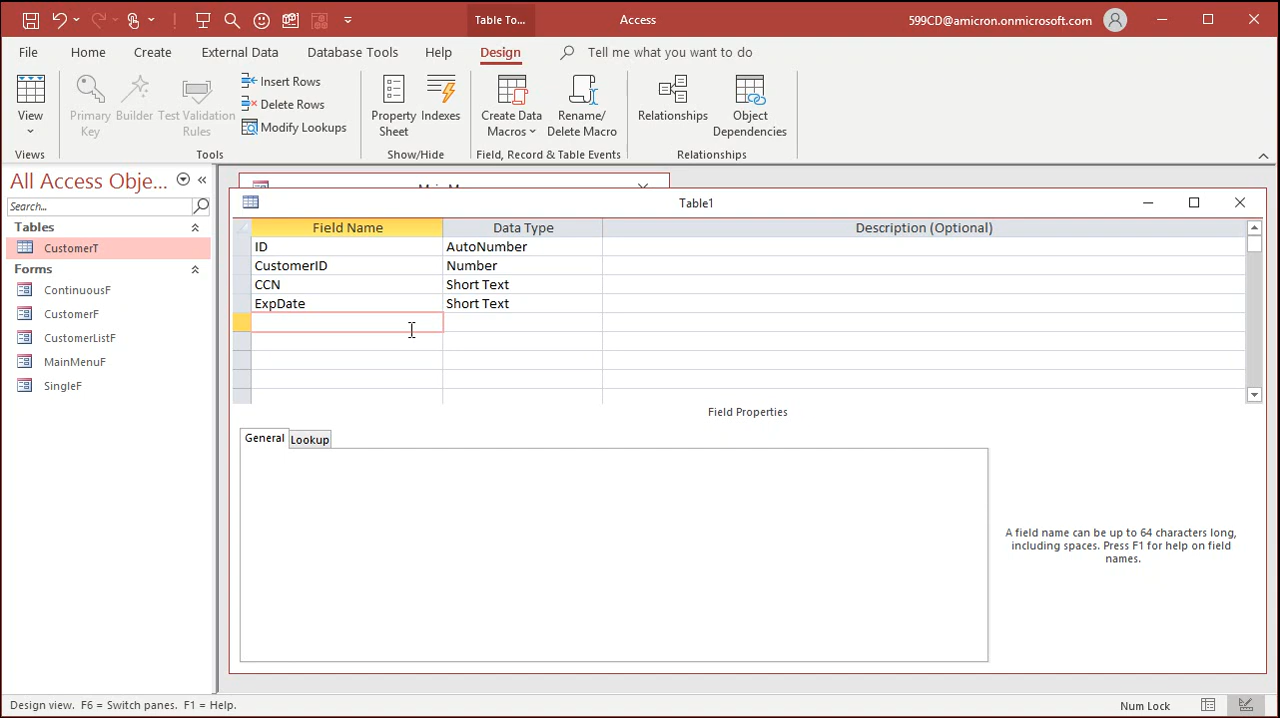 Table To...
Access
599CD@amicron.onmicrosoft.com
File
Home
Create
External Data
Database Tools
Help
Design
Tell me what you want to do
View
Primary Key
Builder
Test Validation Rules
Insert Rows
Delete Rows
Modify Lookups
Property Sheet
Indexes
Create Data Macros
Rename/ Delete Macro
Relationships
Object Dependencies
Views
Tools
Show/Hide
Field, Record & Table Events
Relationships
All Access Obje...
Search...
Tables
CustomerT
Forms
ContinuousF
CustomerF
CustomerListF
MainMenuF
SingleF
Table1
Field Name Data Type Description (Optional)
ID AutoNumber
CustomerID Number
CCN Short Text
ExpDate Short Text
Field Properties
General Lookup
A field name can be up to 64 characters long,
including spaces. Press F1 for help on field
names.
Design view. F6 = Switch panes. F1 = Help.
Num Lock